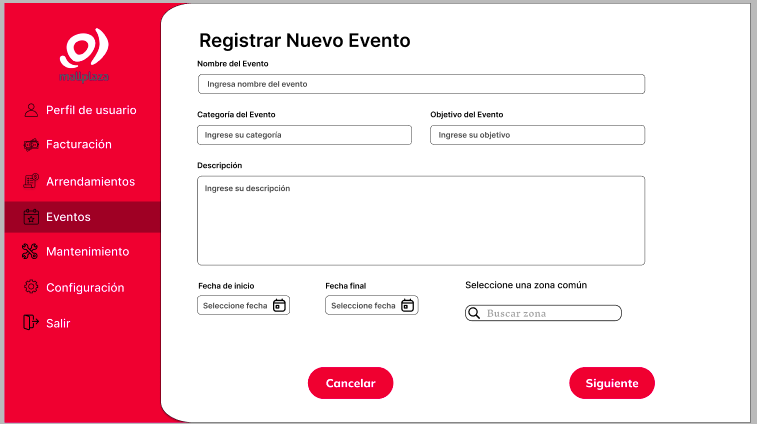 Registrar Nuevo Evento
Nombre del Evento
Ingresa nombre del evento
Categoría del Evento
Objetivo del Evento
Ingrese su categoría
Ingrese su objetivo
Descripción
Ingrese su descripción
Fecha de inicio
Fecha final
Seleccione una zona común
Seleccione fecha
Seleccione fecha
Buscar zona
Cancelar
Siguiente
mallplaza
Perfil de usuario
Facturación
Arrendamientos
Eventos
Mantenimiento
Configuración
Salir